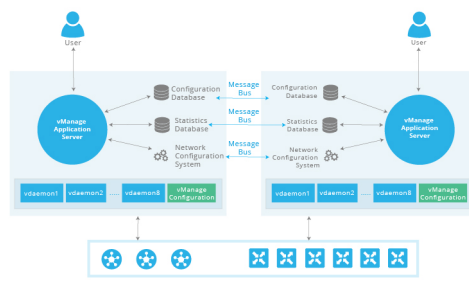 User
User
vManage
Application
Server
Configuration
Database
Statistics
Database
Network
Configuration
System
Message
Bus
Message
Bus
Message
Bus
Configuration
Database
Statistics
Database
Network
Configuration
System
vManage
Application
Server
vdaemon1
vdaemon2
vdaemon8
vManage
Configuration
vdaemon1
vdaemon2
vdaemon8
vManage
Configuration